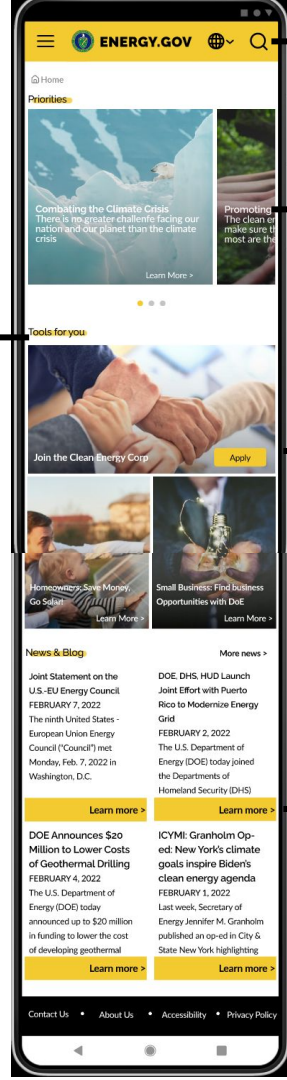 ENERGY.GOV
Home
Priorities
Combating the Climate Crisis
There is no greater challenfe facing our
nation and our planet than the climate
crisis
Learn More >
Promoting
The clean en
make sure th
most are the
Tools for you
Join the Clean Energy Corp
Apply
Homeowners: Save Money,
Go Solar!
Learn More >
Small Business: Find business
Opportunities with DoE
Learn More >
News & Blog
More news >
Joint Statement on the
U.S.-EU Energy Council
FEBRUARY 7, 2022
The ninth United States -
European Union Energy
Council ("Council") met
Monday, Feb. 7, 2022 in
Washington, D.C.
Learn more >
DOE, DHS, HUD Launch
Joint Effort with Puerto
Rico to Modernize Energy
Grid
FEBRUARY 2, 2022
The U.S. Department of
Energy (DOE) today joined
the Departments of
Homeland Security (DHS)
Learn more >
DOE Announces $20
Million to Lower Costs
of Geothermal Drilling
FEBRUARY 4, 2022
The U.S. Department of
Energy (DOE) today
announced up to $20 million
in funding to lower the cost
of developing geothermal
Learn more >
ICYMI: Granholm Op-
ed: New York's climate
goals inspire Biden's
clean energy agenda
FEBRUARY 1, 2022
Last week, Secretary of
Energy Jennifer M. Granholm
published an op-ed in City &
State New York highlighting
Learn more >
Contact Us • About Us • Accessibility • Privacy Policy